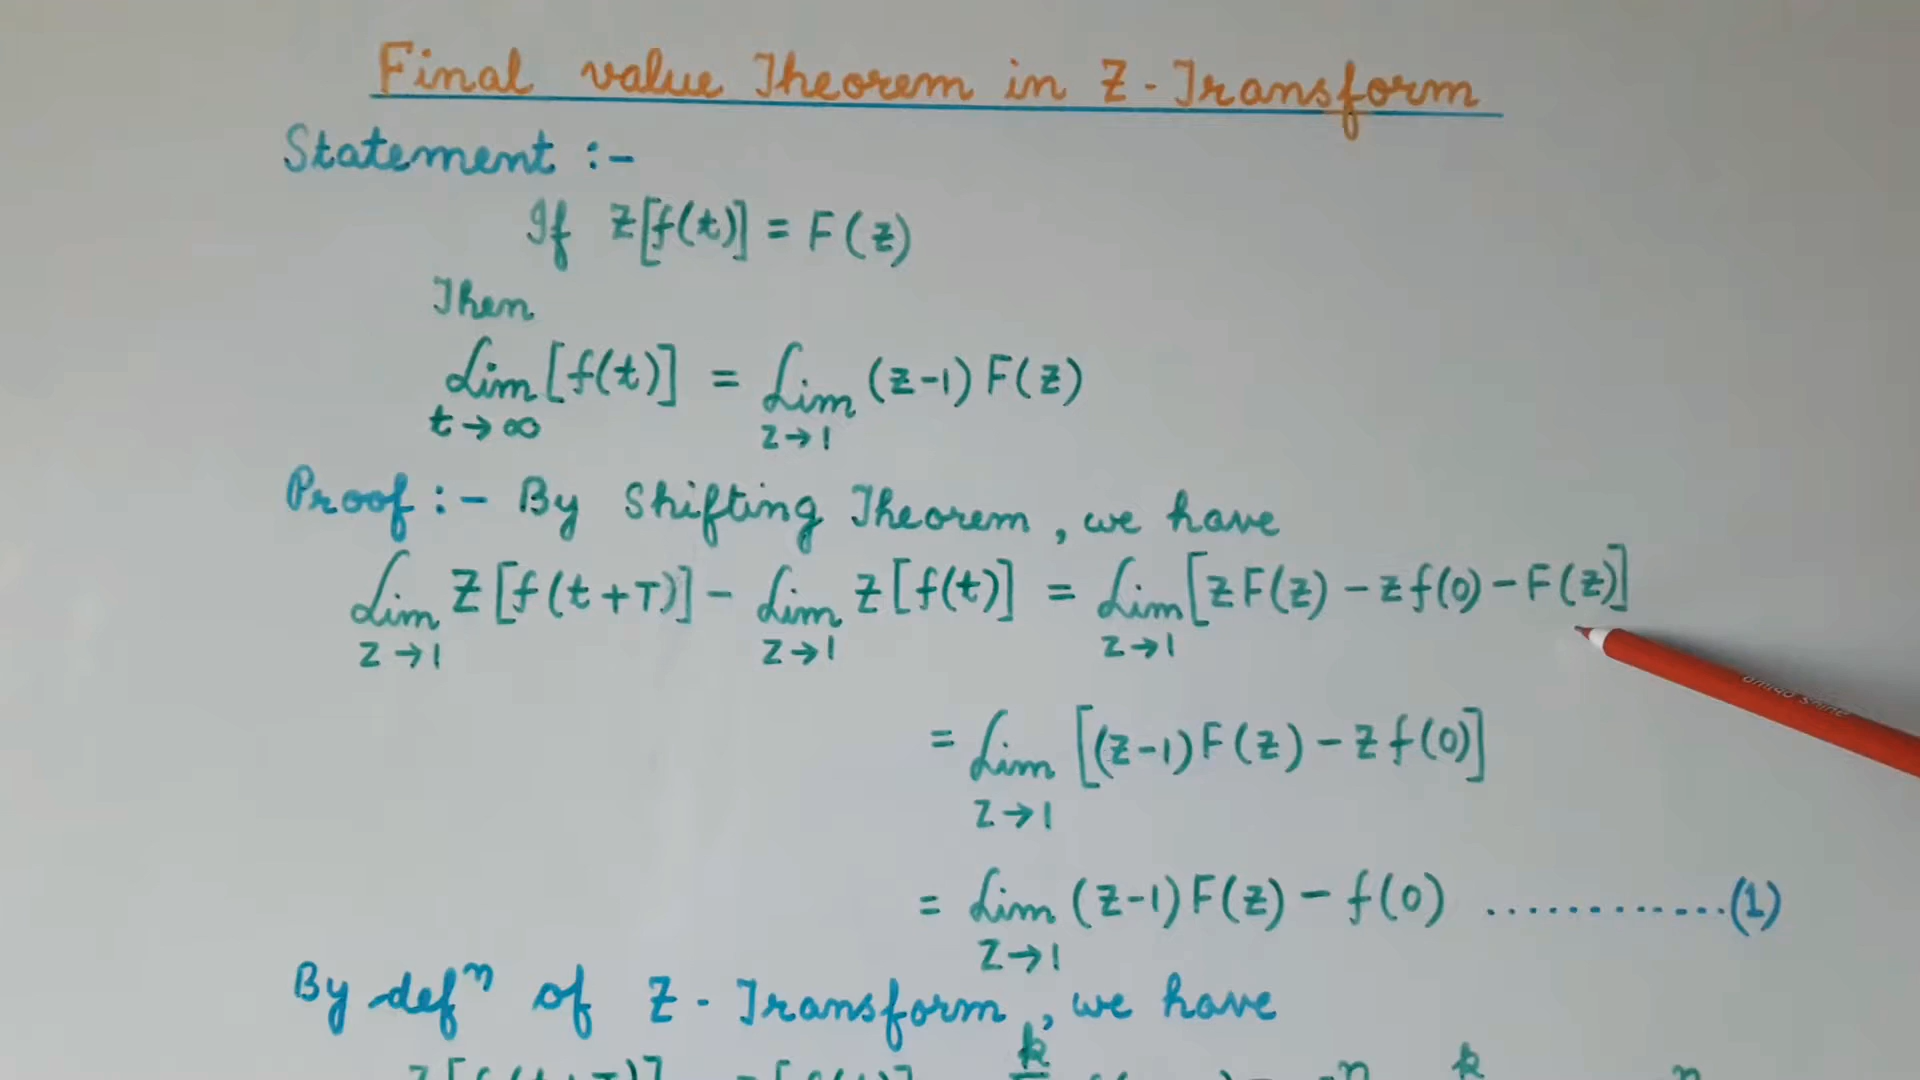 Final value Theorem in Z-Transform
Statement :-
If Z[f(t)] = F(z)
Then
Lim [f(t)] = Lim (z-1) F(z)
t→∞ z→1
Proof :- By Shifting Theorem, we have
Lim Z[f(t+T)] - Lim Z[f(t)] = Lim [zF(z) - zf(0) - F(z)]
z→1 z→1 z→1
= Lim [(z-1)F(z) - zf(0)]
z→1
= Lim (z-1)F(z) - f(0) .............(1)
z→1
By defⁿ of Z-Transform, we have